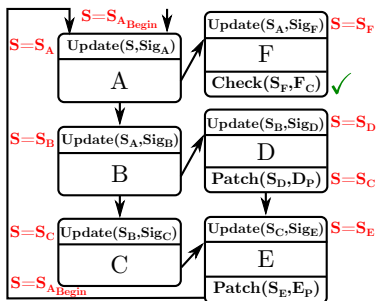 S=S_A_Begin
S=S_A
Update(S,Sig_A)
A
Update(S_A,Sig_F)
S=S_F
F
Check(S_F,F_C)
✓
S=S_B
Update(S_A,Sig_B)
B
Update(S_B,Sig_D)
S=S_D
D
Patch(S_D,D_P)
S=S_C
S=S_C
Update(S_B,Sig_C)
C
Update(S_C,Sig_E)
S=S_E
E
S=S_A_Begin
Patch(S_E,E_P)